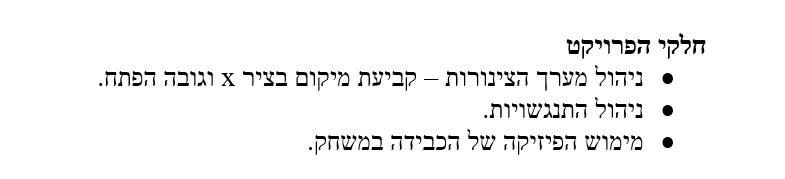 חלקי הפרויקט
● ניהול מערך הצינורות – קביעת מיקום בציר x וגובה הפתח.
● ניהול התנגשויות.
● מימוש הפיזיקה של הכבידה במשחק.